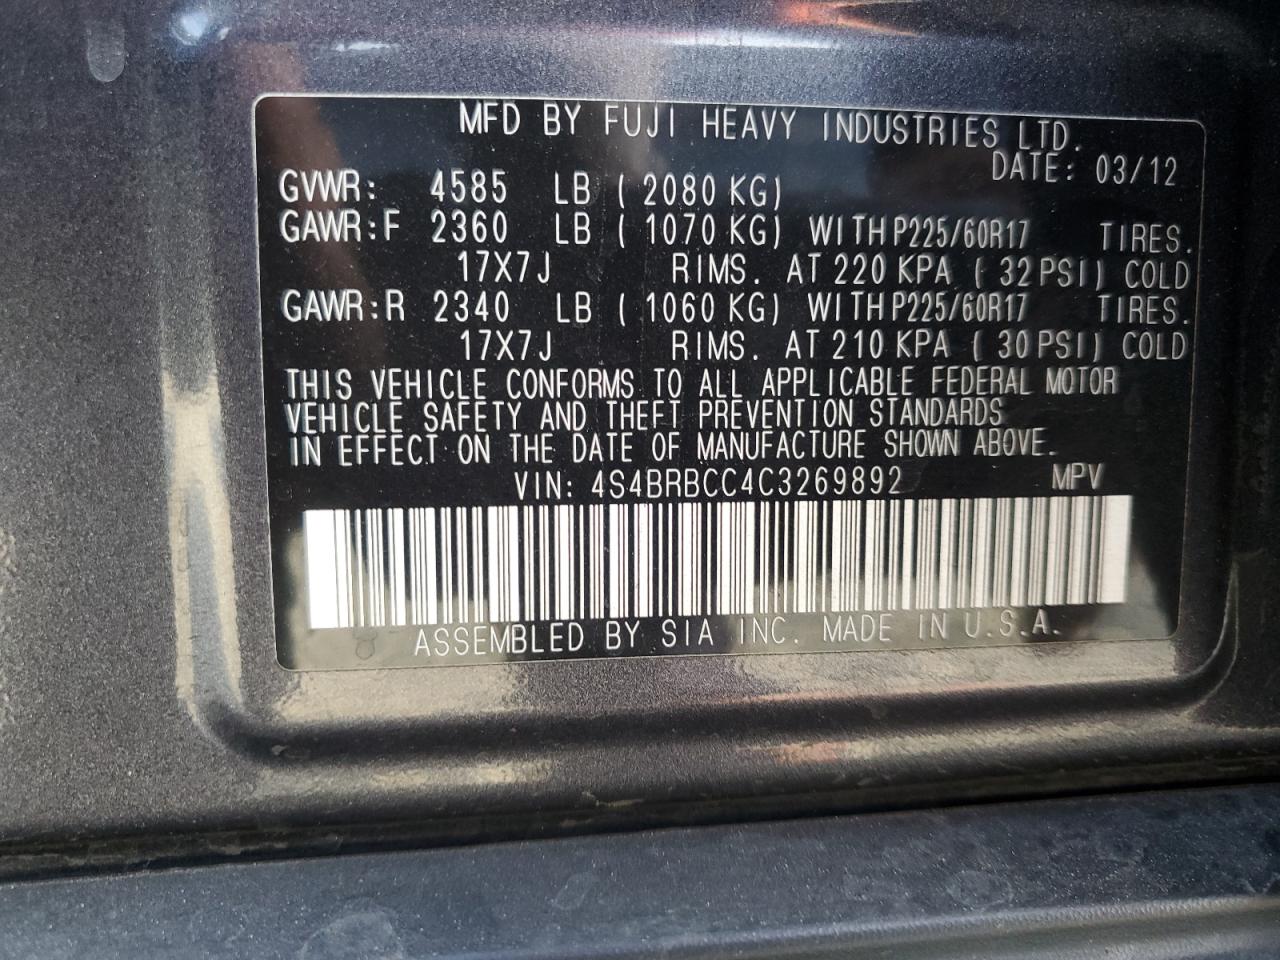 MFD BY FUJI HEAVY INDUSTRIES LTD.
DATE: 03/12
GVWR: 4585 LB ( 2080 KG)
GAWR:F 2360 LB ( 1070 KG) WITH P225/60R17 TIRES.
17X7J RIMS. AT 220 KPA ( 32 PSI) COLD
GAWR:R 2340 LB ( 1060 KG) WITH P225/60R17 TIRES.
17X7J RIMS. AT 210 KPA ( 30 PSI) COLD
THIS VEHICLE CONFORMS TO ALL APPLICABLE FEDERAL MOTOR
VEHICLE SAFETY AND THEFT PREVENTION STANDARDS
IN EFFECT ON THE DATE OF MANUFACTURE SHOWN ABOVE.
VIN: 4S4BRBCC4C3269892 MPV
ASSEMBLED BY SIA INC. MADE IN U.S.A.